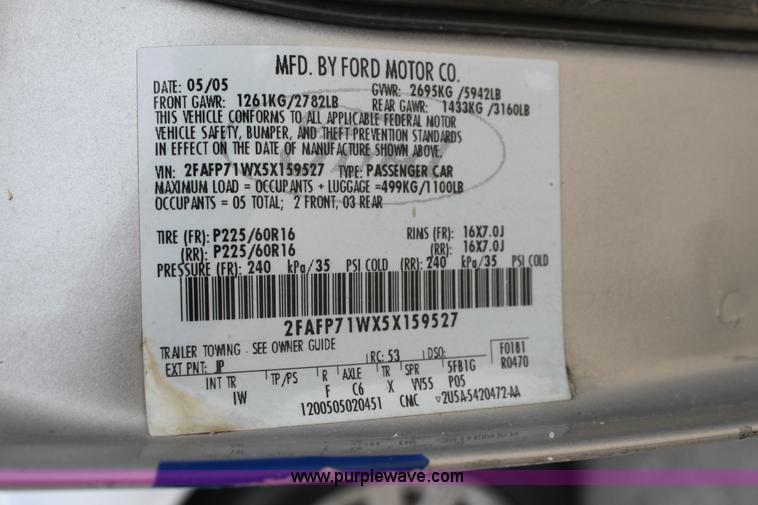 MFD. BY FORD MOTOR CO.
DATE: 05/05 GVWR: 2695KG/5942LB
FRONT GAWR: 1261KG/2782LB REAR GAWR: 1433KG/3160LB
THIS VEHICLE CONFORMS TO ALL APPLICABLE FEDERAL MOTOR
VEHICLE SAFETY, BUMPER, AND THEFT PREVENTION STANDARDS
IN EFFECT ON THE DATE OF MANUFACTURE SHOWN ABOVE.
VIN: 2FAFP71WX5X159527 TYPE: PASSENGER CAR
MAXIMUM LOAD = OCCUPANTS + LUGGAGE =499KG/1100LB
OCCUPANTS = 05 TOTAL; 2 FRONT, 03 REAR
TIRE (FR): P225/60R16 RIMS (FR): 16X7.0J
(RR): P225/60R16 (RR): 16X7.0J
PRESSURE (FR): 240 kPa/35 PSI COLD (RR): 240 kPa/35 PSI COLD
2FAFP71WX5X159527
TRAILER TOWING - SEE OWNER GUIDE
EXT PNT: JP RC: 53 DSO: F0181
R0470
INT TR TP/PS R AXLE TR SPR 5FB1G
IW F C6 X VV55 P05
1200505020451 CNC ▽2U5A-5420472-AA
Ford
www.purplewave.com